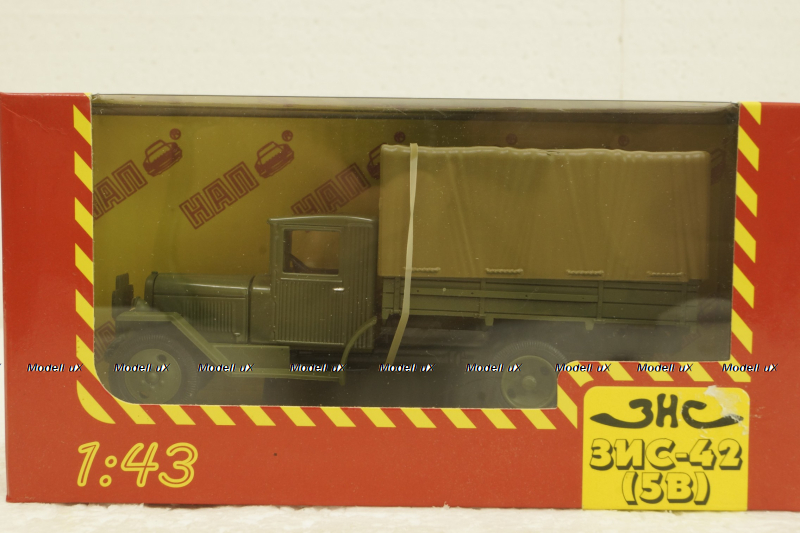 НАП НАП НАП
Modell uX Modell uX Modell uX Modell uX Modell uX Modell uX Modell uX Modell uX Modell uX
ЗИС
ЗИС-42
(5В)
1:43